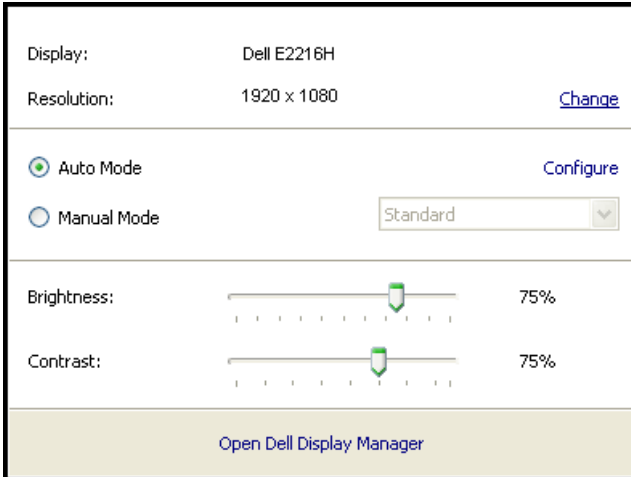 Display: Dell E2216H
Resolution: 1920 x 1080 Change
Auto Mode Configure
Manual Mode Standard
Brightness: 75%
Contrast: 75%
Open Dell Display Manager